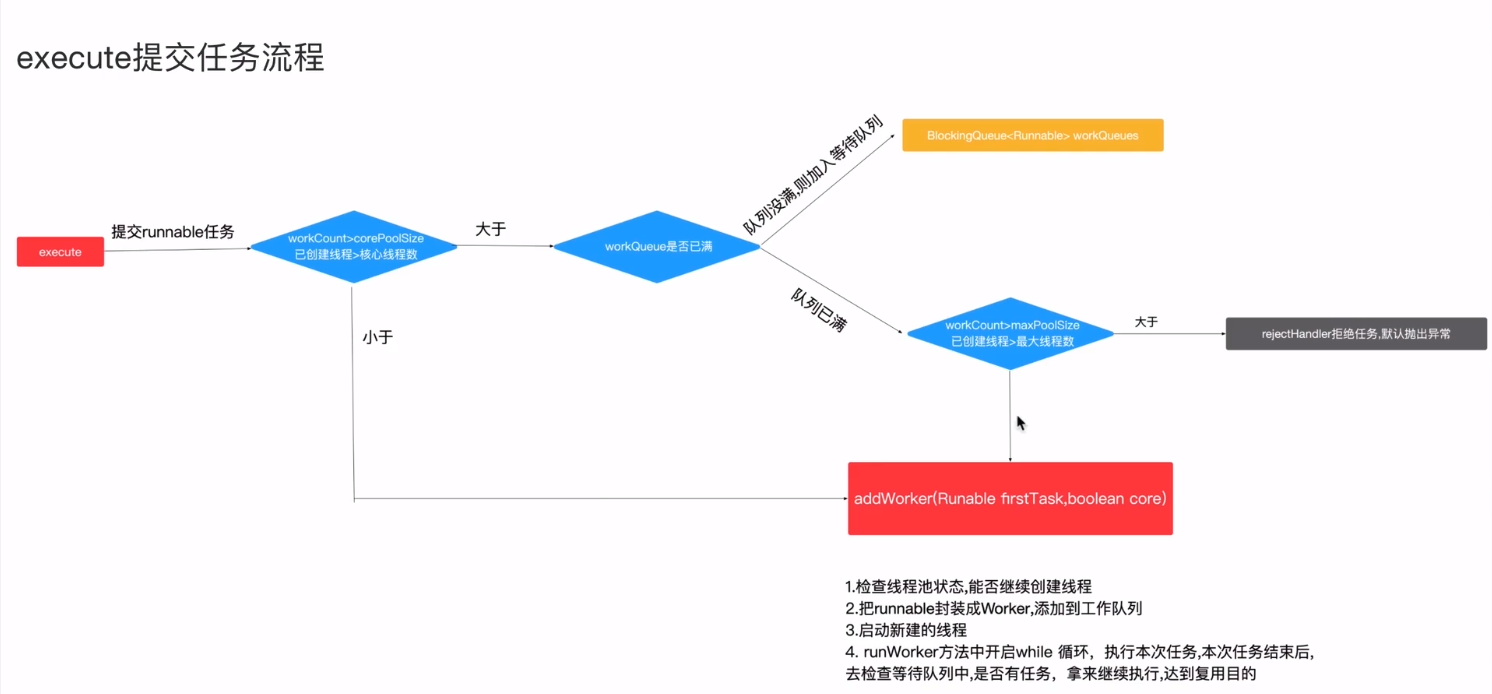 execute提交任务流程
BlockingQueue<Runnable> workQueues
队列没满,则加入等待队列
提交runnable任务
execute
workCount>corePoolSize
已创建线程>核心线程数
大于
workQueue是否已满
队列已满
小于
workCount>maxPoolSize
已创建线程>最大线程数
大于
rejectHandler拒绝任务,默认抛出异常
addWorker(Runable firstTask,boolean core)
1.检查线程池状态,能否继续创建线程
2.把runnable封装成Worker,添加到工作队列
3.启动新建的线程
4. runWorker方法中开启while 循环，执行本次任务,本次任务结束后,
去检查等待队列中,是否有任务，拿来继续执行,达到复用目的